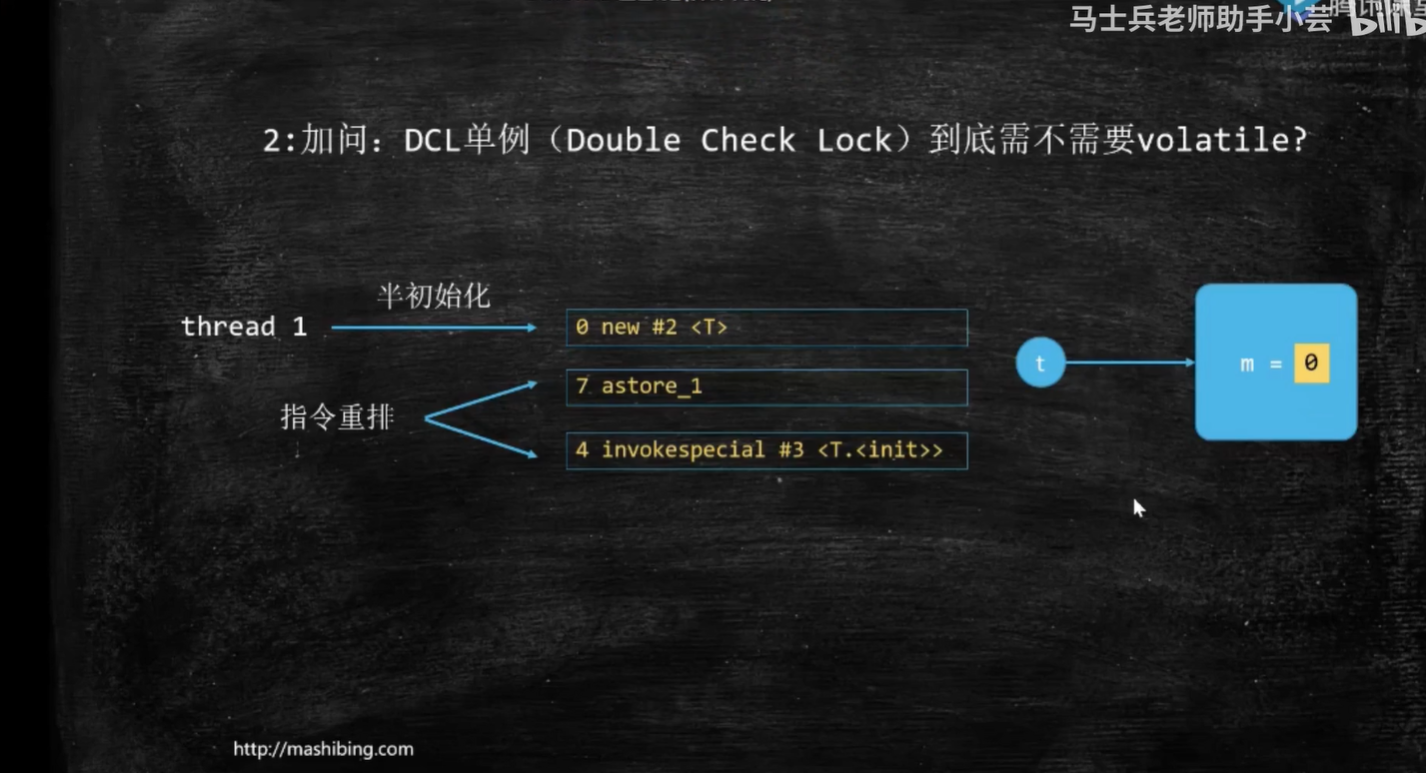 马士兵老师助手小芸
2:加问：DCL单例（Double Check Lock）到底需不需要volatile?
半初始化
thread 1
0 new #2 <T>
7 astore_1
指令重排
4 invokespecial #3 <T.<init>>
t
m = 0
http://mashibing.com